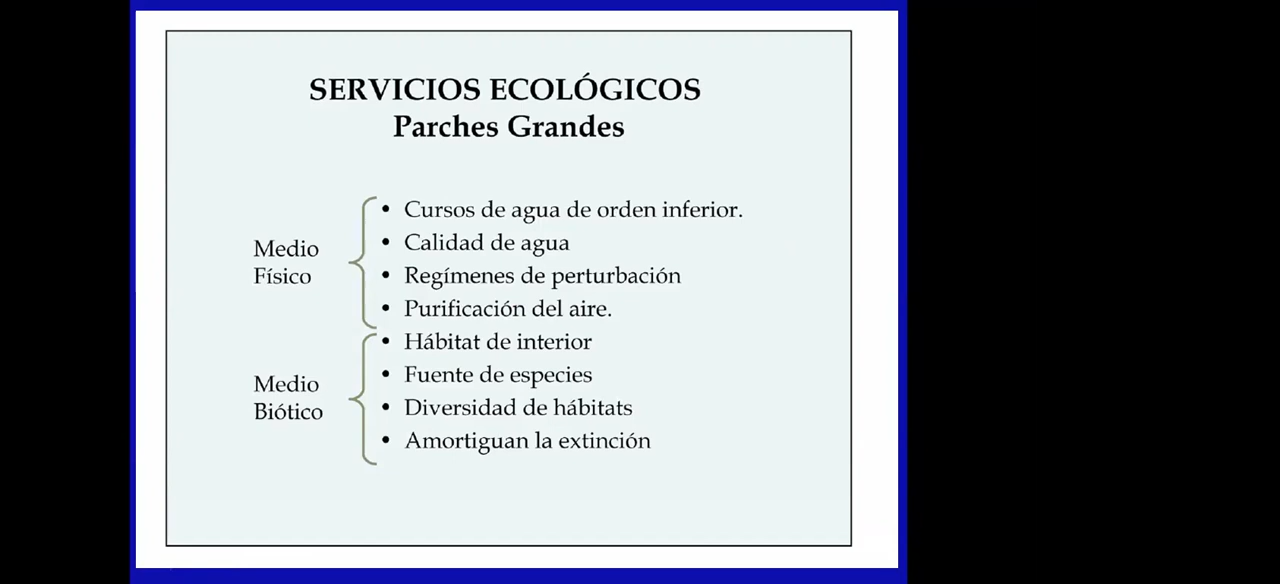 SERVICIOS ECOLÓGICOS
Parches Grandes
Medio
Físico
• Cursos de agua de orden inferior.
• Calidad de agua
• Regímenes de perturbación
• Purificación del aire.
Medio
Biótico
• Hábitat de interior
• Fuente de especies
• Diversidad de hábitats
• Amortiguan la extinción